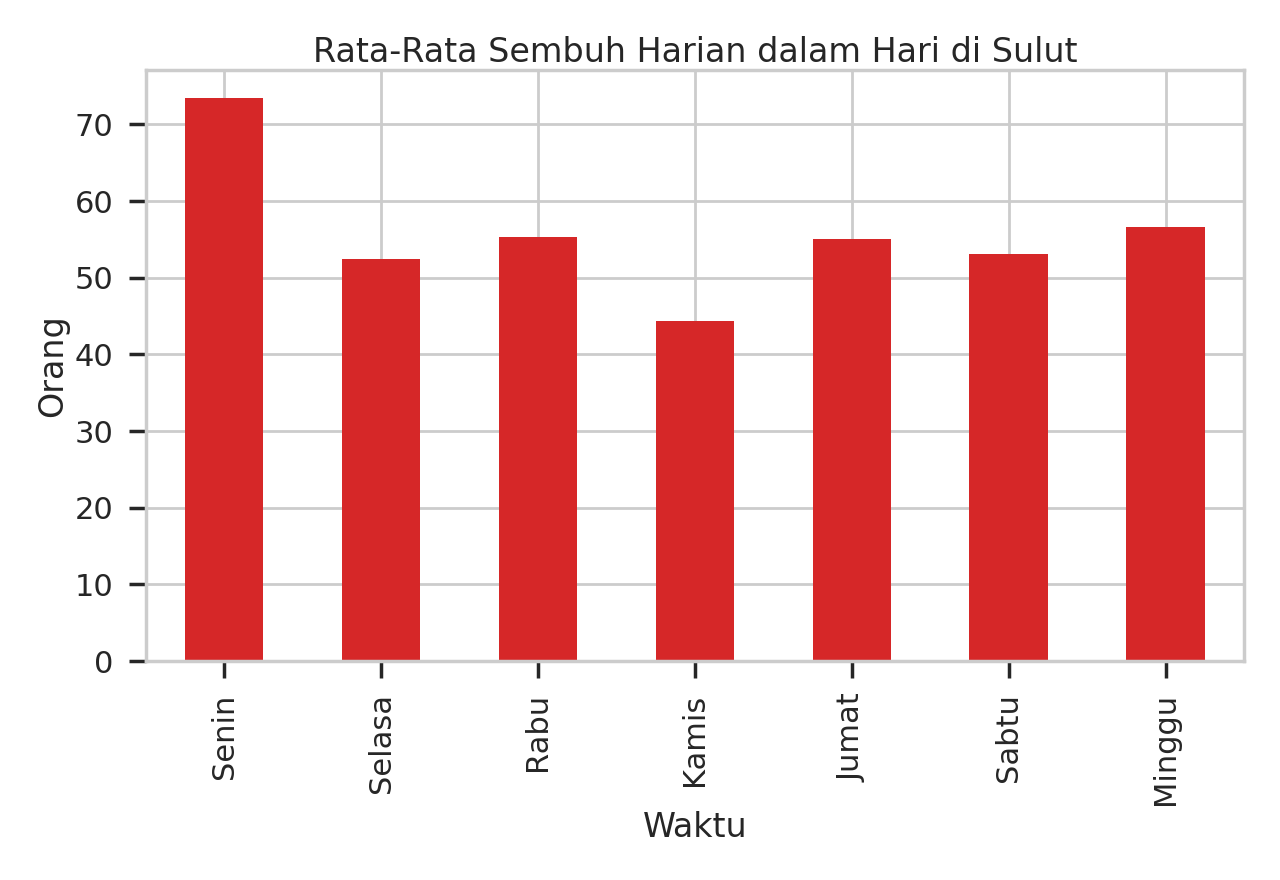 Rata-Rata Sembuh Harian dalam Hari di Sulut
Orang
70
60
50
40
30
20
10
0
Senin
Selasa
Rabu
Kamis
Jumat
Sabtu
Minggu
Waktu